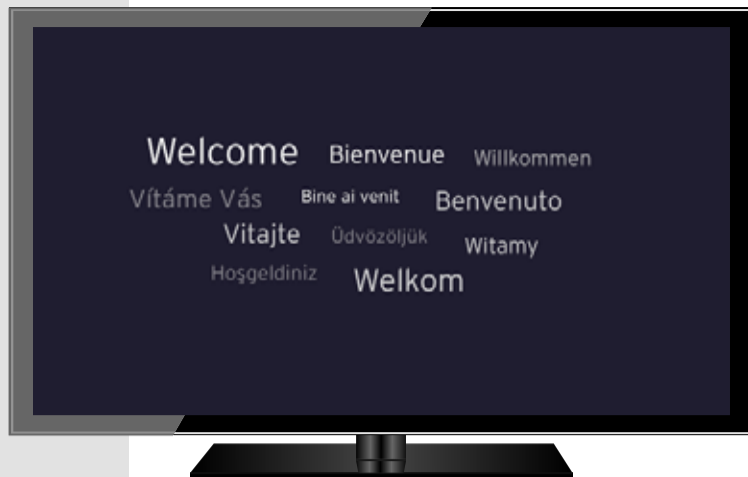 Welcome Bienvenue Willkommen
Vítáme Vás Bine ai venit Benvenuto
Vitajte Üdvözöljük Witamy
Hoşgeldiniz Welkom